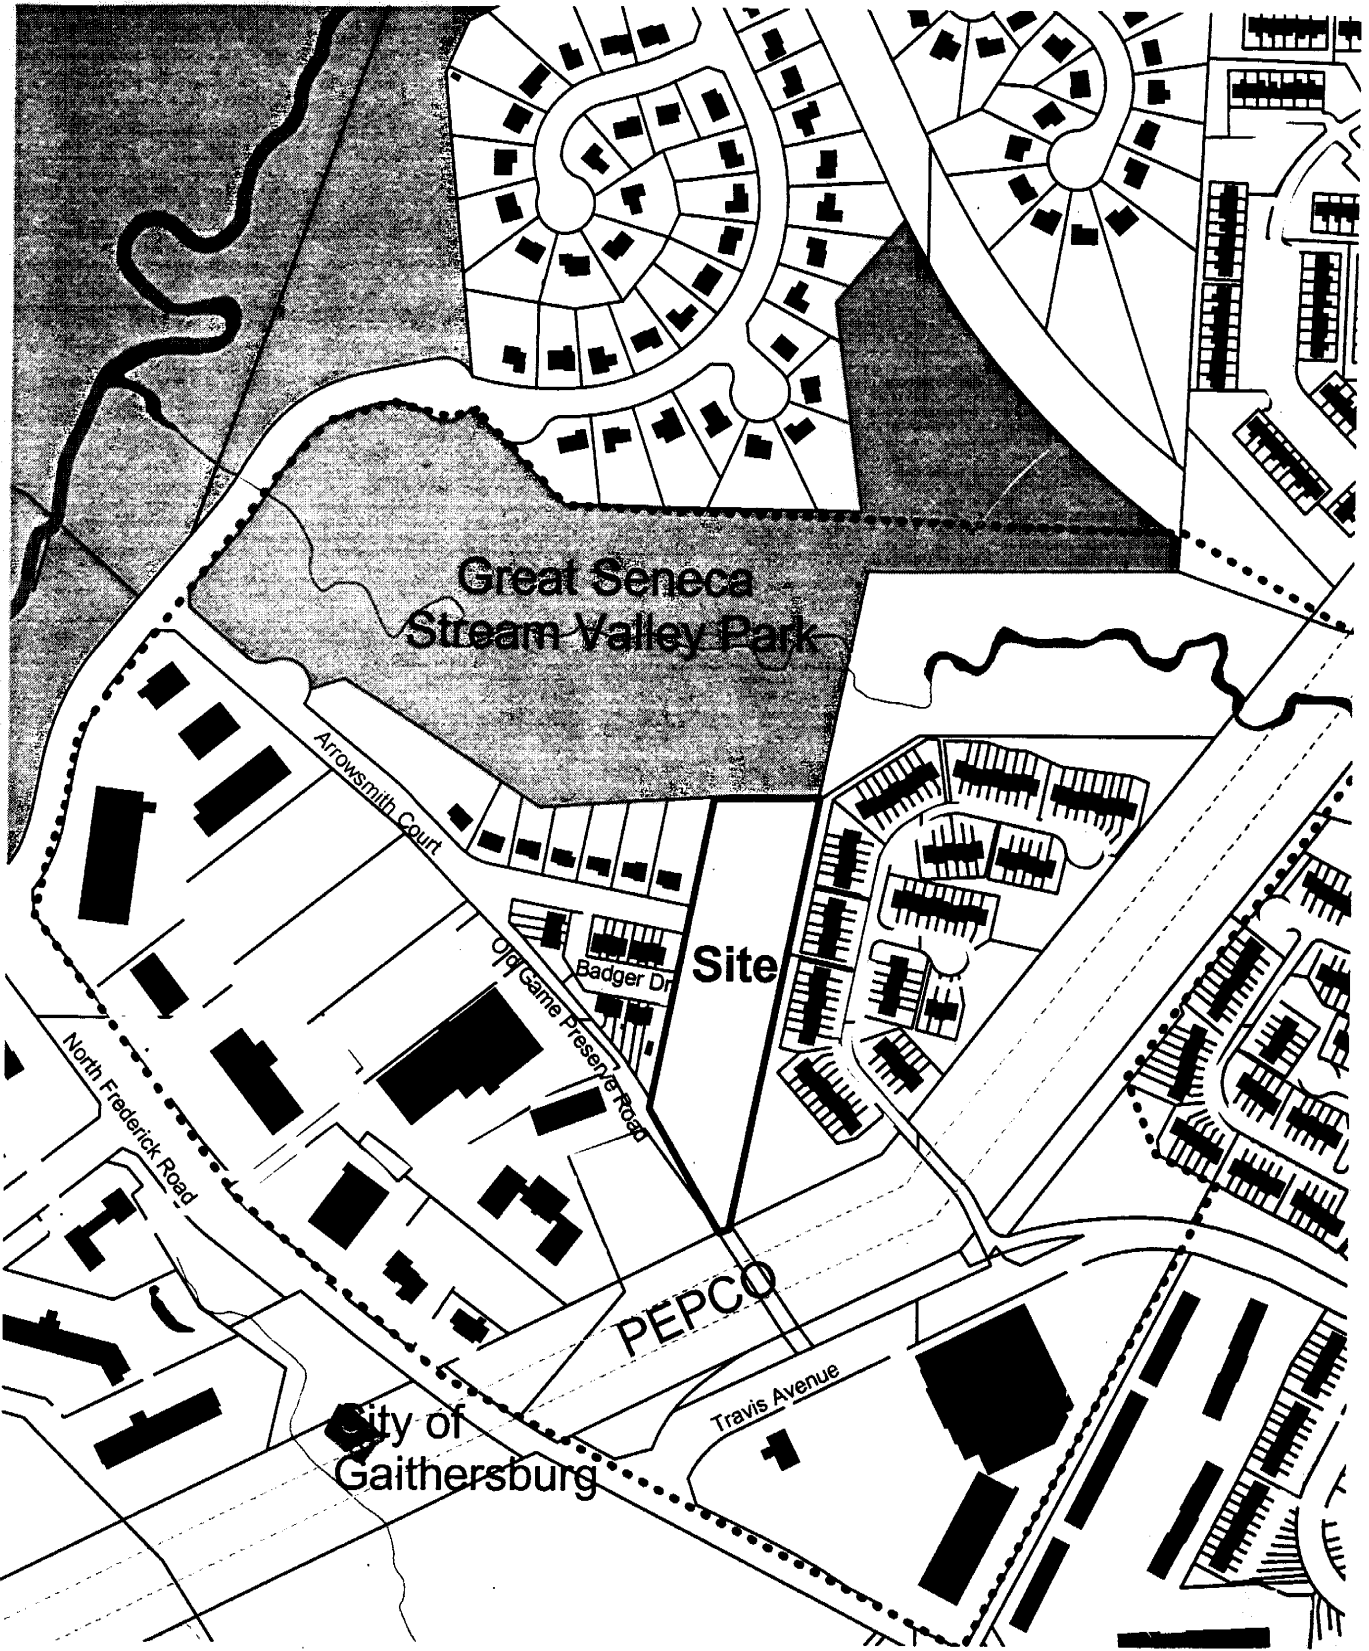 Great Seneca
Stream Valley Park
Arrowsmith Court
Old Game Preserve Road
Badger Dr
Site
North Frederick Road
PEPCO
Travis Avenue
City of
Gaithersburg